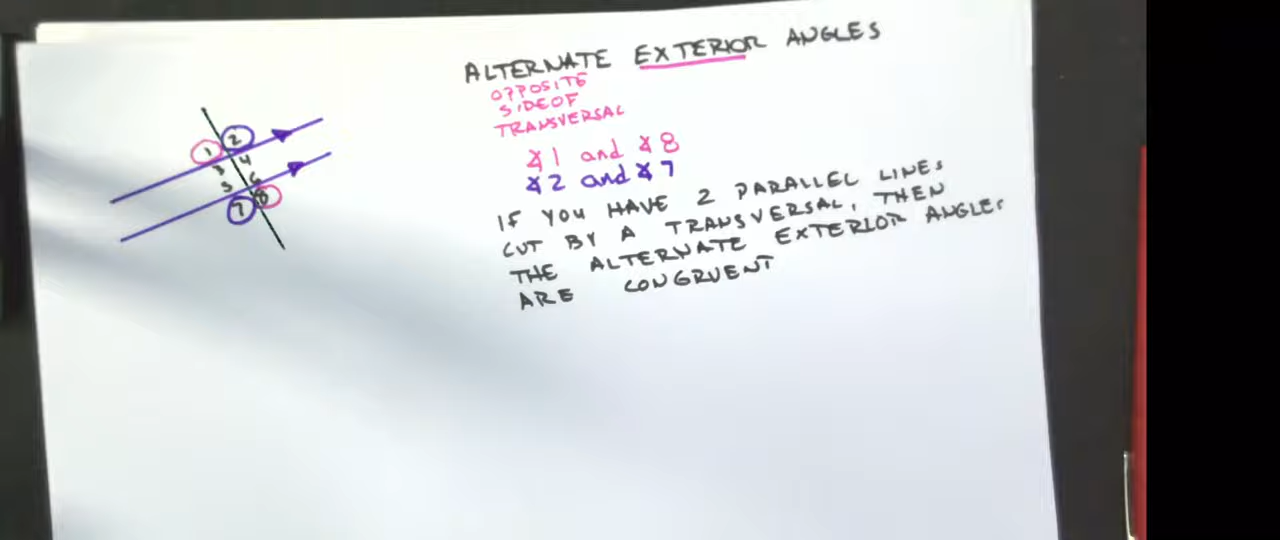 ALTERNATE EXTERIOR ANGLES
OPPOSITE
SIDE OF
TRANSVERSAL
∡1 and ∡8
∡2 and ∡7
IF YOU HAVE 2 PARALLEL LINES
CUT BY A TRANSVERSAL, THEN
THE ALTERNATE EXTERIOR ANGLES
ARE CONGRUENT
1 2
3 4
5 6
7 8